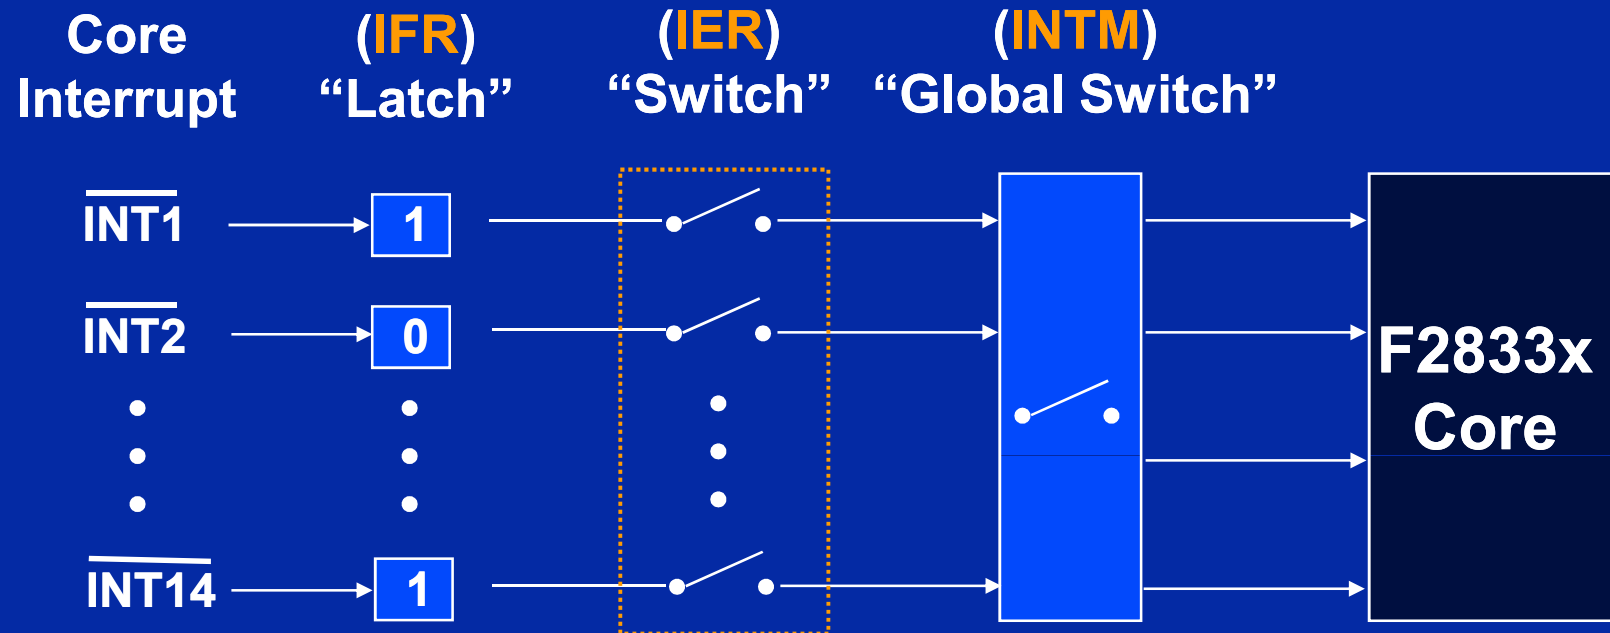 Core Interrupt
(IFR) “Latch”
(IER) “Switch”
(INTM) “Global Switch”
INT1
1
INT2
0
INT14
1
F2833x
Core